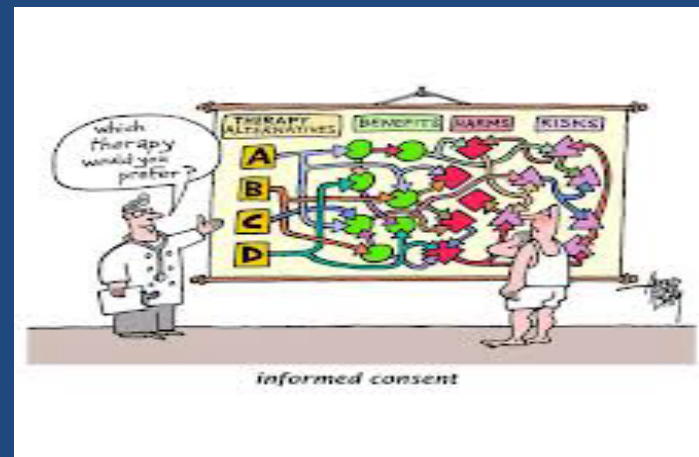 which
therapy
would you
prefer?
THERAPY
ALTERNATIVES
BENEFITS
HARMS
RISKS
A
B
C
D
informed consent